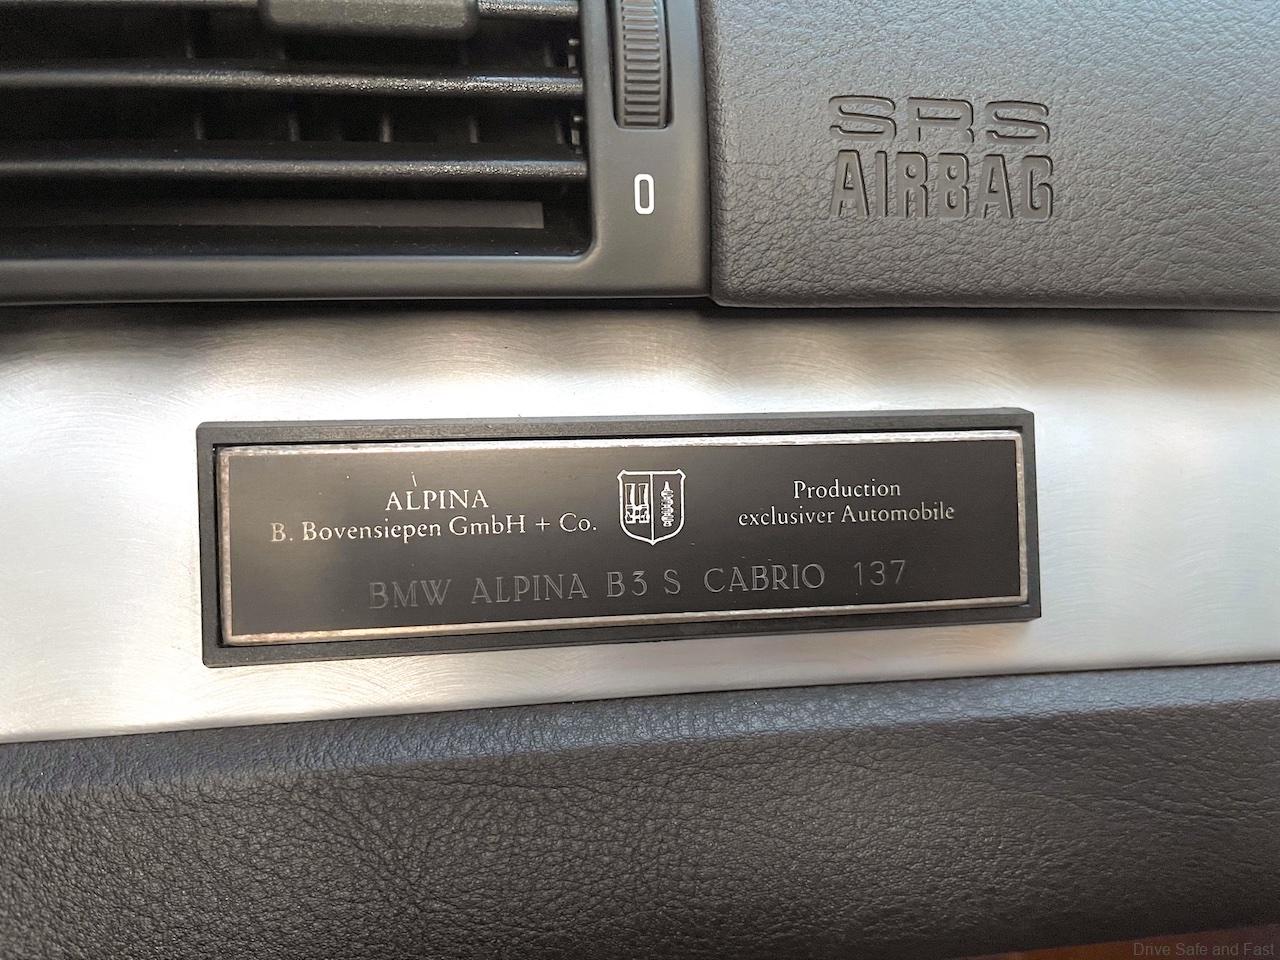 SRS
AIRBAG
0
ALPINA
B. Bovensiepen GmbH + Co.
Production
exclusiver Automobile
BMW ALPINA B3 S CABRIO 137
Drive Safe and Fast